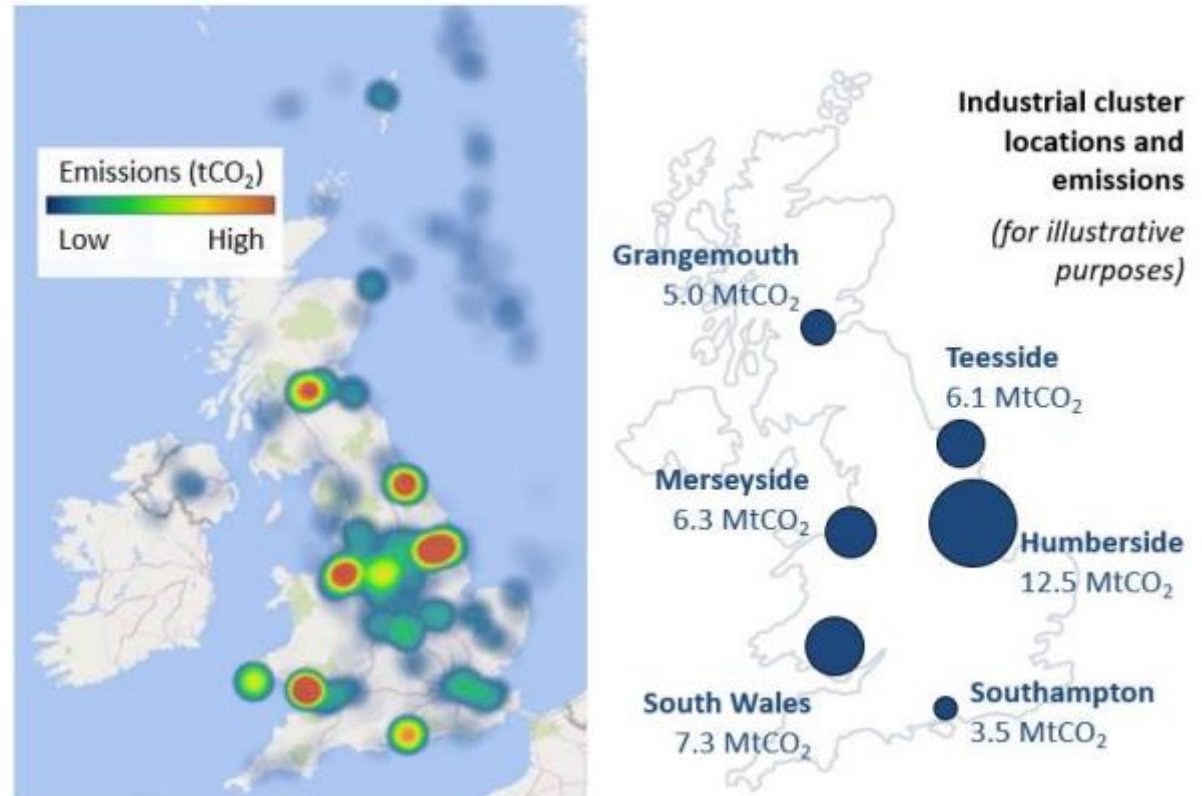 Emissions (tCO₂)
Low High
Industrial cluster
locations and
emissions
(for illustrative
purposes)
Grangemouth
5.0 MtCO₂
Teesside
6.1 MtCO₂
Merseyside
6.3 MtCO₂
Humberside
12.5 MtCO₂
South Wales
7.3 MtCO₂
Southampton
3.5 MtCO₂